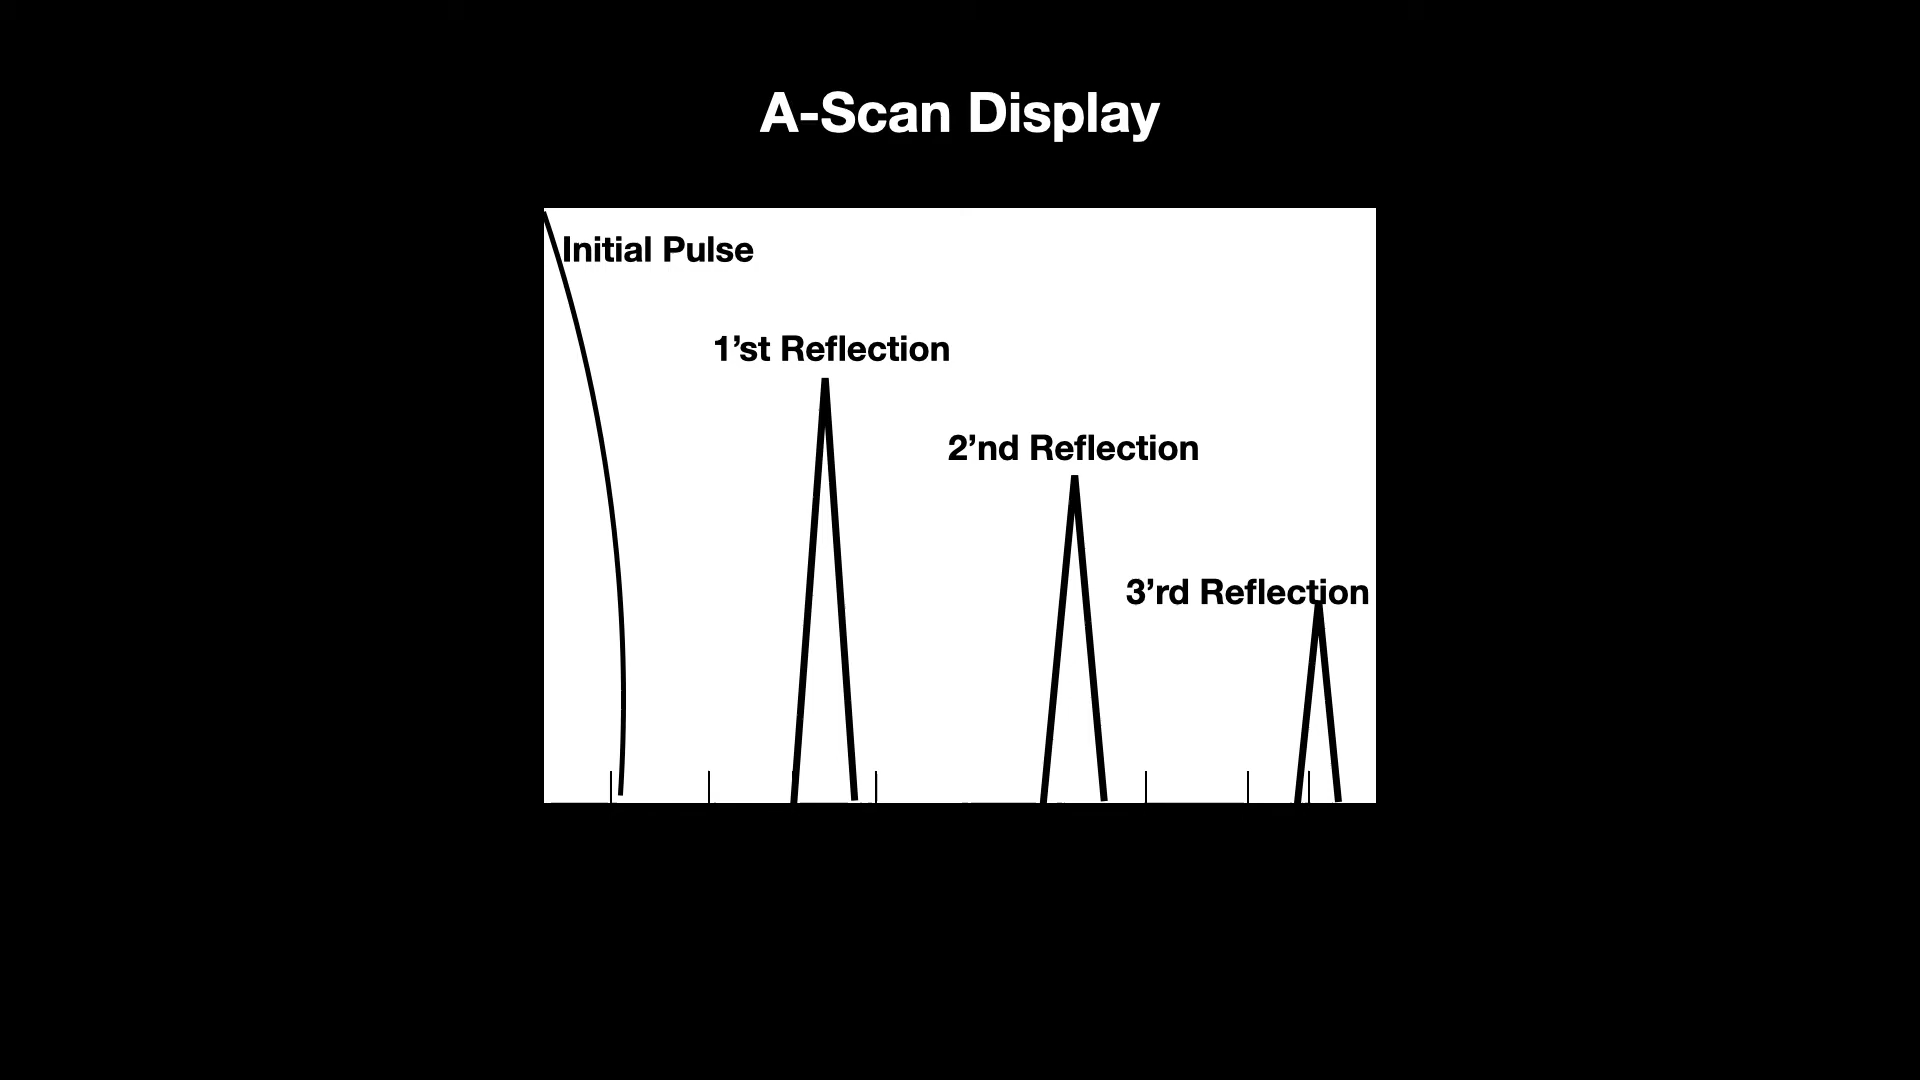 A-Scan Display
Initial Pulse
1’st Reflection
2’nd Reflection
3’rd Reflection